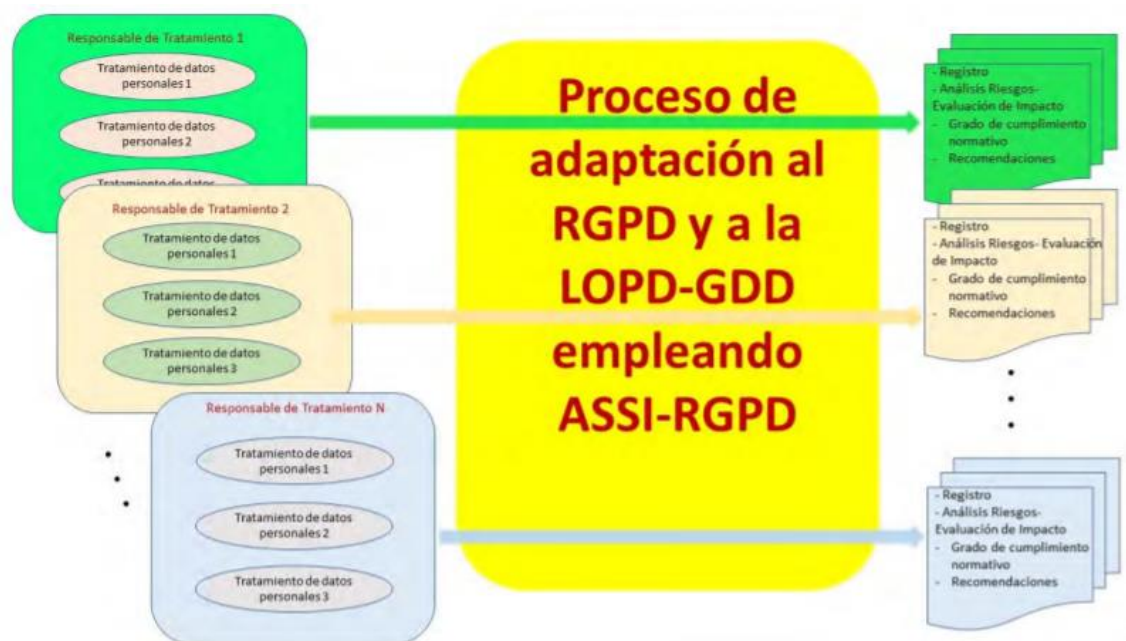 Responsable de Tratamiento 1
Tratamiento de datos
personales 1
Tratamiento de datos
personales 2
Tratamiento de datos
Responsable de Tratamiento 2
Tratamiento de datos
personales 1
Tratamiento de datos
personales 2
Tratamiento de datos
personales 3
Responsable de Tratamiento N
Tratamiento de datos
personales 1
Tratamiento de datos
personales 2
Tratamiento de datos
personales 3
Proceso de
adaptación al
RGPD y a la
LOPD-GDD
empleando
ASSI-RGPD
- Registro
- Análisis Riesgos-
Evaluación de Impacto
- Grado de cumplimiento
normativo
- Recomendaciones
- Registro
- Análisis Riesgos- Evaluación
de Impacto
- Grado de cumplimiento
normativo
- Recomendaciones
- Registro
- Análisis Riesgos-
Evaluación de Impacto
- Grado de cumplimiento
normativo
- Recomendaciones